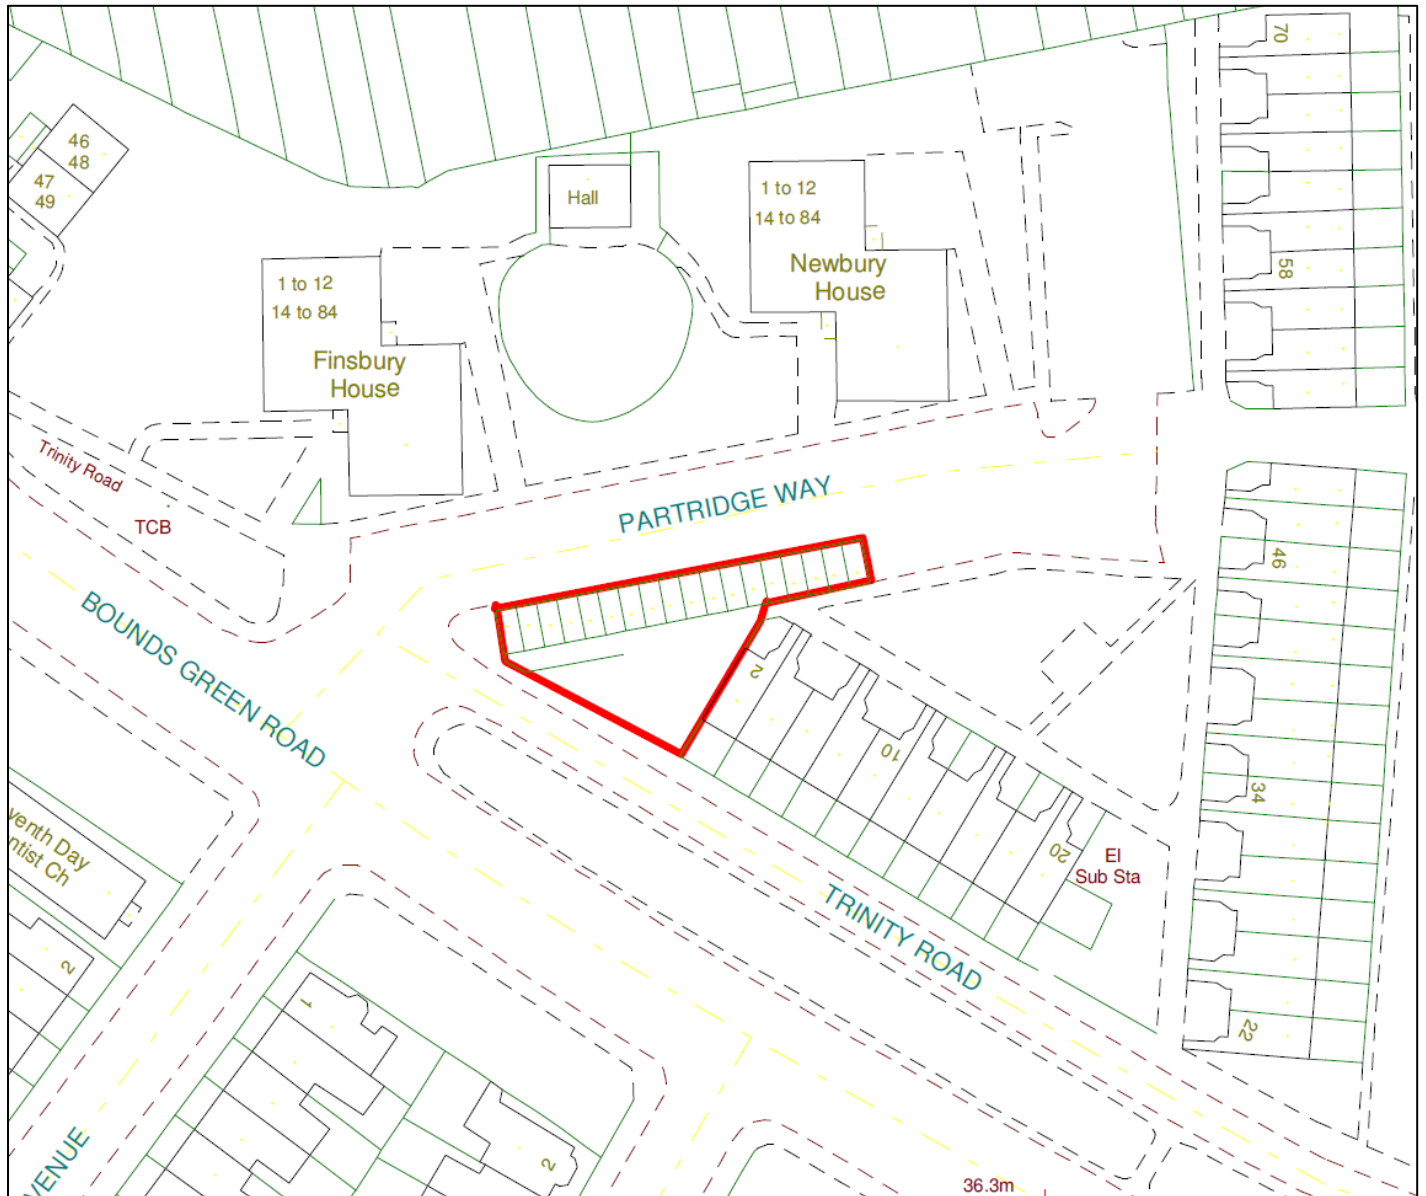 70
46
48
47
49
Hall
1 to 12
14 to 84
Newbury
House
58
1 to 12
14 to 84
Finsbury
House
Trinity Road
TCB
PARTRIDGE WAY
46
BOUNDS GREEN ROAD
2
10
34
venth Day
ntist Ch
20
El
Sub Sta
TRINITY ROAD
2
1
22
2
VENUE
36.3m